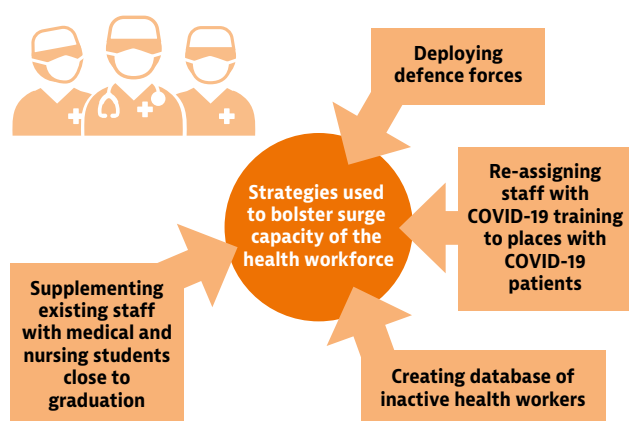 Deploying
defence forces
Re-assigning
staff with
COVID-19 training
to places with
COVID-19
patients
Strategies used
to bolster surge
capacity of the
health workforce
Supplementing
existing staff
with medical and
nursing students
close to
graduation
Creating database of
inactive health workers